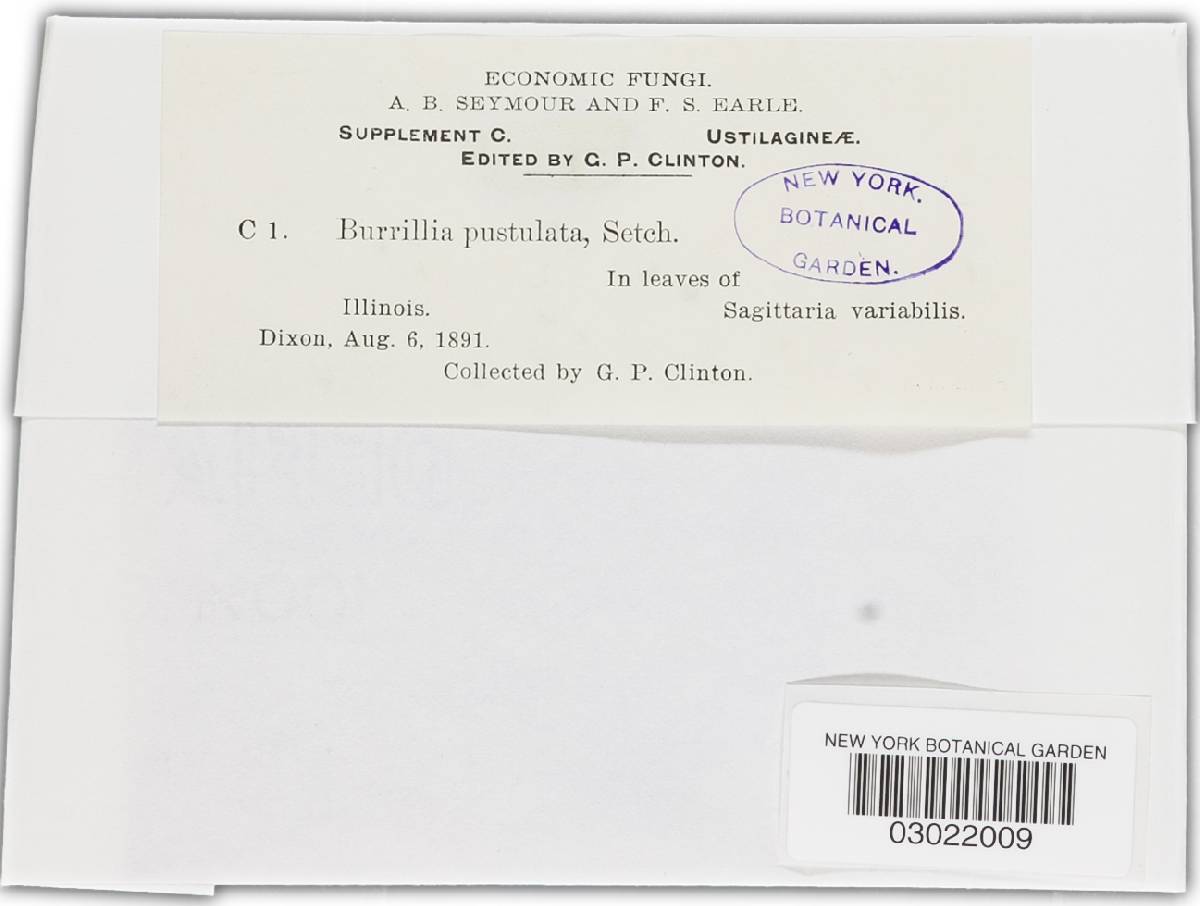 ECONOMIC FUNGI.
A. B. SEYMOUR AND F. S. EARLE.
SUPPLEMENT C. USTILAGINEÆ.
EDITED BY G. P. CLINTON.
NEW YORK.
BOTANICAL
GARDEN.
C 1. Burrillia pustulata, Setch.
In leaves of
Illinois. Sagittaria variabilis.
Dixon, Aug. 6, 1891.
Collected by G. P. Clinton.
NEW YORK BOTANICAL GARDEN
03022009